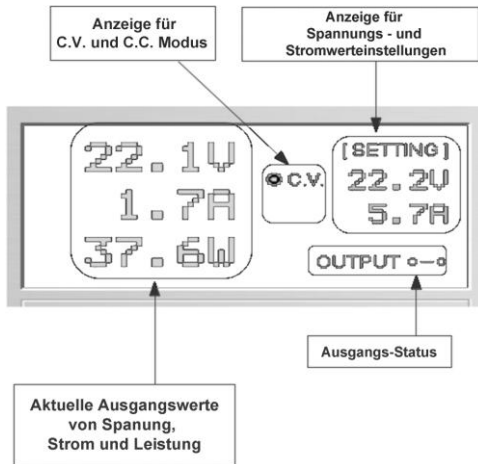 Anzeige für
C.V. und C.C. Modus
Anzeige für
Spannungs - und
Stromwerteinstellungen
22.1V
1.7A
37.6W
C.V.
[SETTING]
22.2V
5.7A
OUTPUT
Ausgangs-Status
Aktuelle Ausgangswerte
von Spanung,
Strom und Leistung